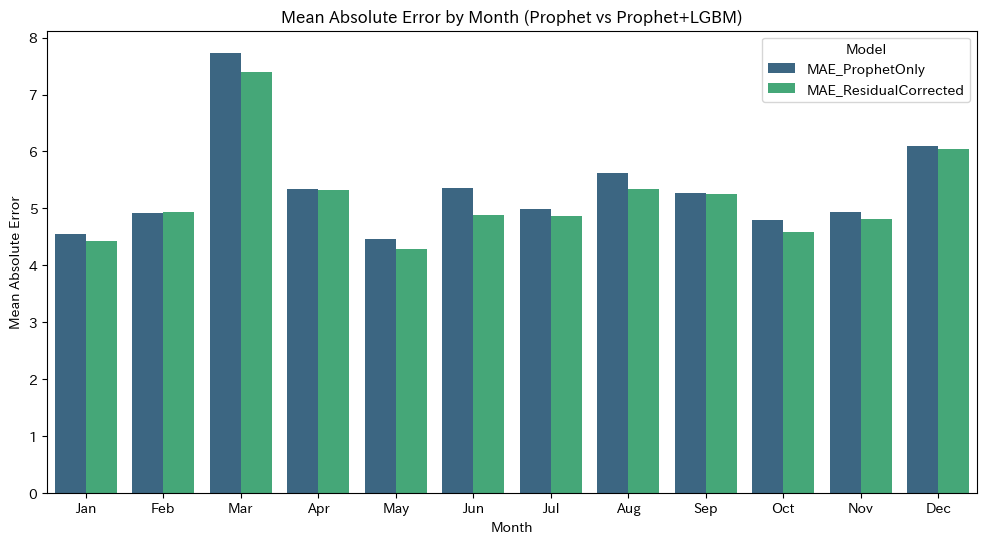 Mean Absolute Error by Month (Prophet vs Prophet+LGBM)
Model
MAE_ProphetOnly
MAE_ResidualCorrected
Mean Absolute Error
8
7
6
5
4
3
2
1
0
Jan Feb Mar Apr May Jun Jul Aug Sep Oct Nov Dec
Month